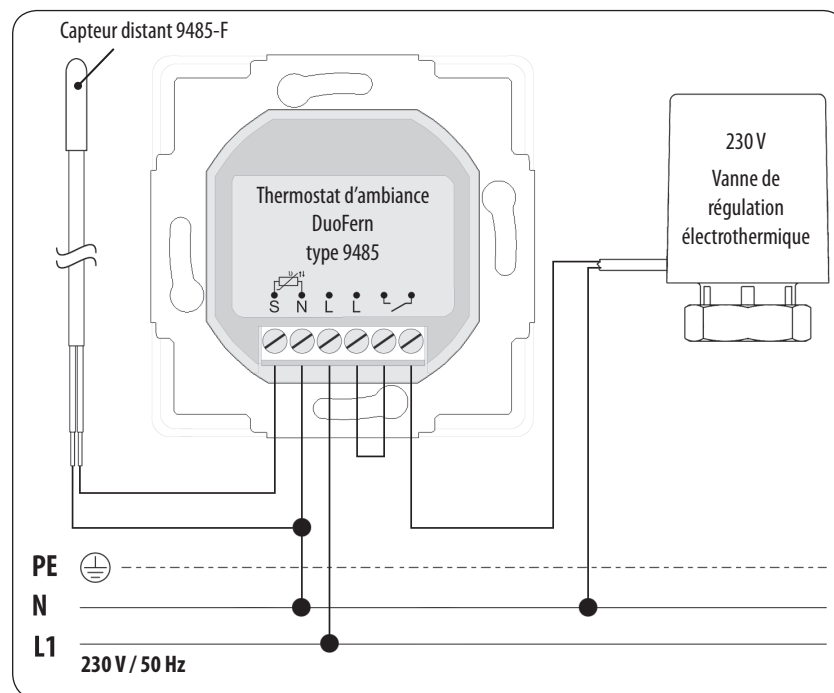 Capteur distant 9485-F
Thermostat d’ambiance
DuoFern
type 9485
S N L L
230 V
Vanne de
régulation
électrothermique
PE
N
L1
230 V / 50 Hz